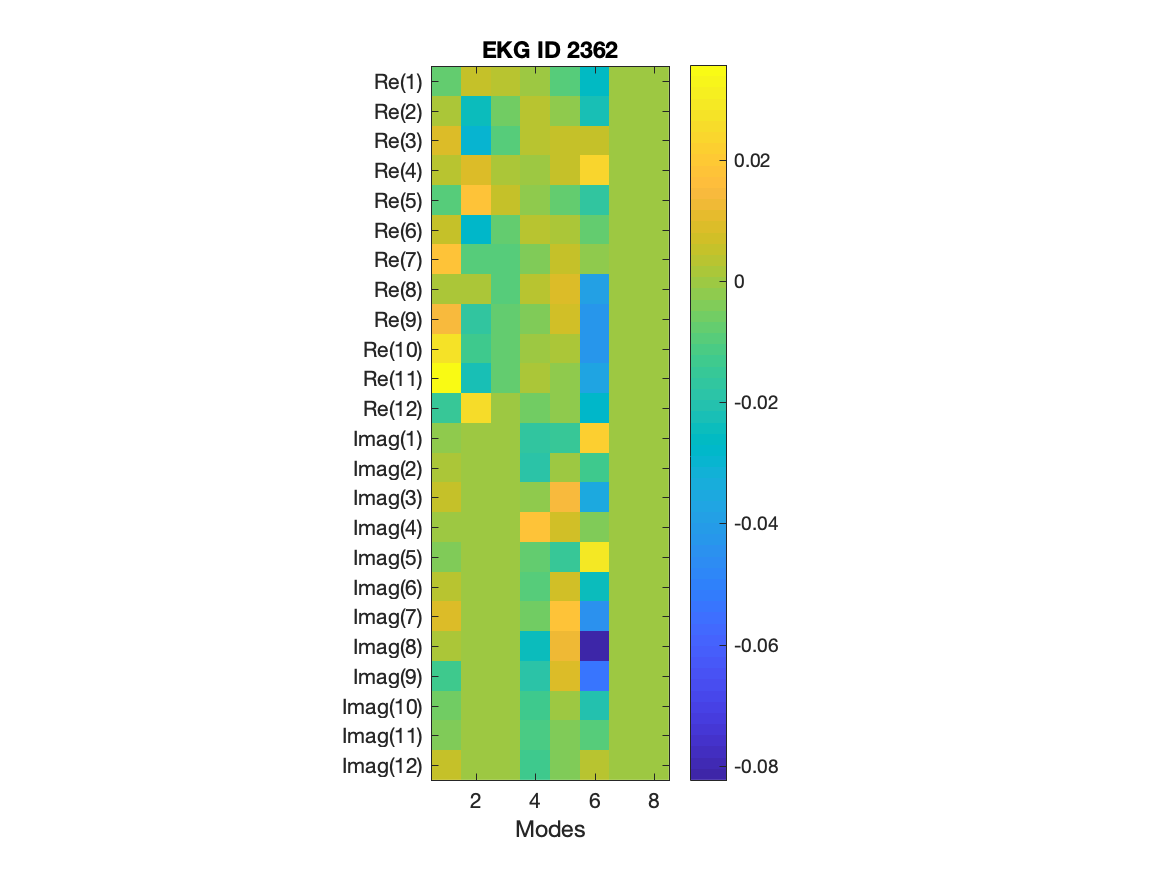 EKG ID 2362
Re(1)
Re(2)
Re(3)
Re(4)
Re(5)
Re(6)
Re(7)
Re(8)
Re(9)
Re(10)
Re(11)
Re(12)
Imag(1)
Imag(2)
Imag(3)
Imag(4)
Imag(5)
Imag(6)
Imag(7)
Imag(8)
Imag(9)
Imag(10)
Imag(11)
Imag(12)
2 4 6 8
Modes
0.02
0
-0.02
-0.04
-0.06
-0.08